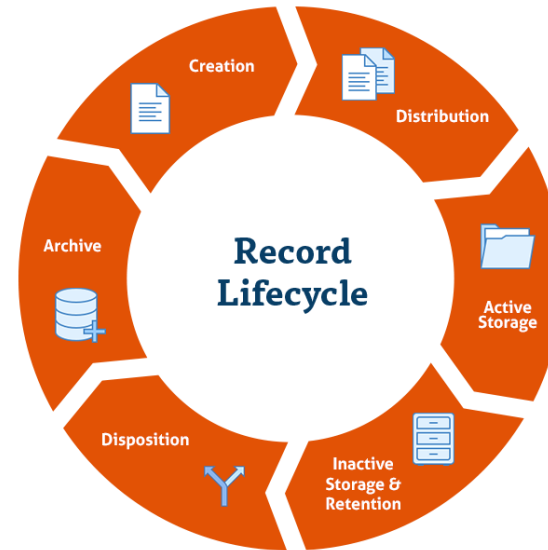 Record
Lifecycle
Creation
Distribution
Active
Storage
Inactive
Storage &
Retention
Disposition
Archive